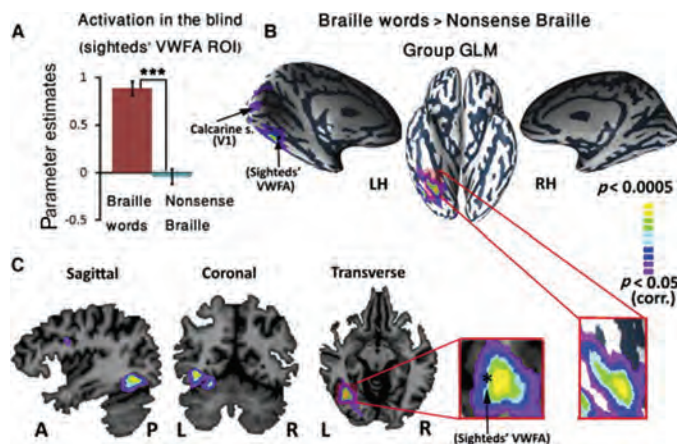 A
Activation in the blind
(sighteds' VWFA ROI)
***
Parameter estimates
1
0.5
0
-0.5
Braille
words
Nonsense
Braille
B
Braille words > Nonsense Braille
Group GLM
Calcarine s.
(V1)
(Sighteds'
VWFA)
LH
RH
p< 0.0005
p< 0.05
(corr.)
C
Sagittal
Coronal
Transverse
A
P
L
R
L
R
*
(Sighteds' VWFA)